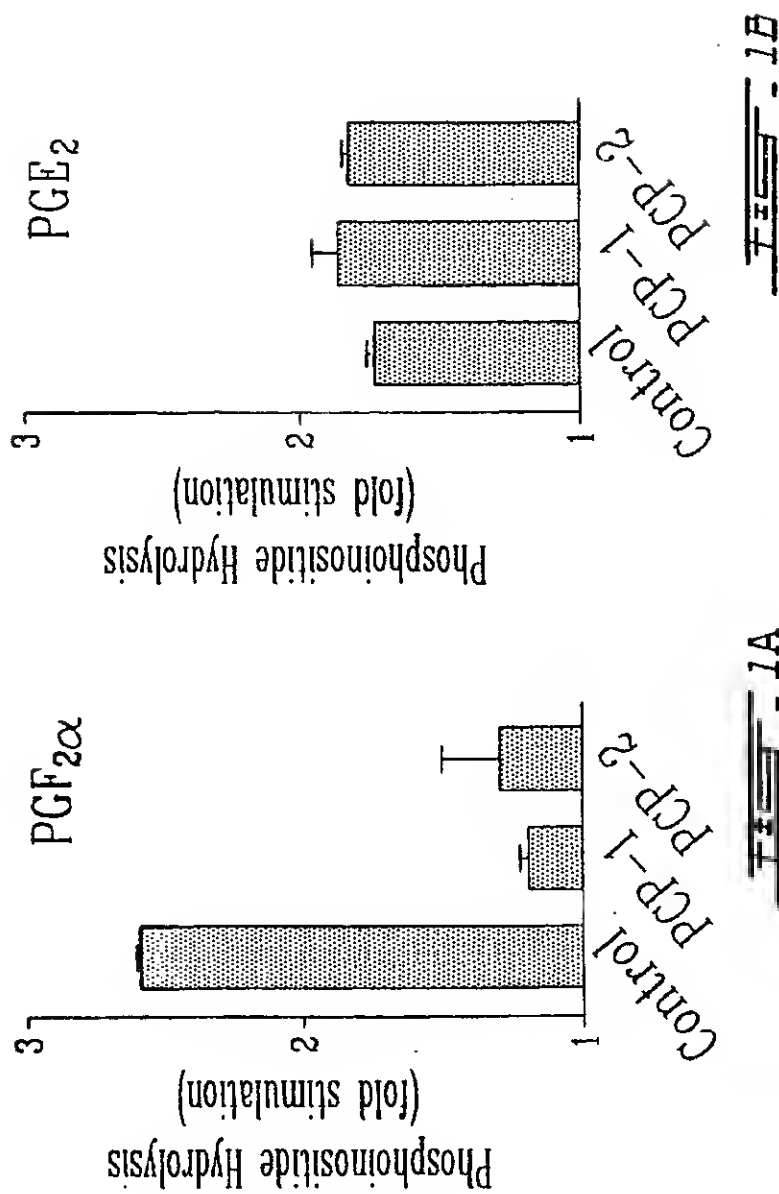 PGF2α
Phosphoinositide Hydrolysis
(fold stimulation)
3
2
1
Control
PCP-1
PCP-2
FIG - 1A
PGE2
Phosphoinositide Hydrolysis
(fold stimulation)
3
2
1
Control
PCP-1
PCP-2
FIG - 1B